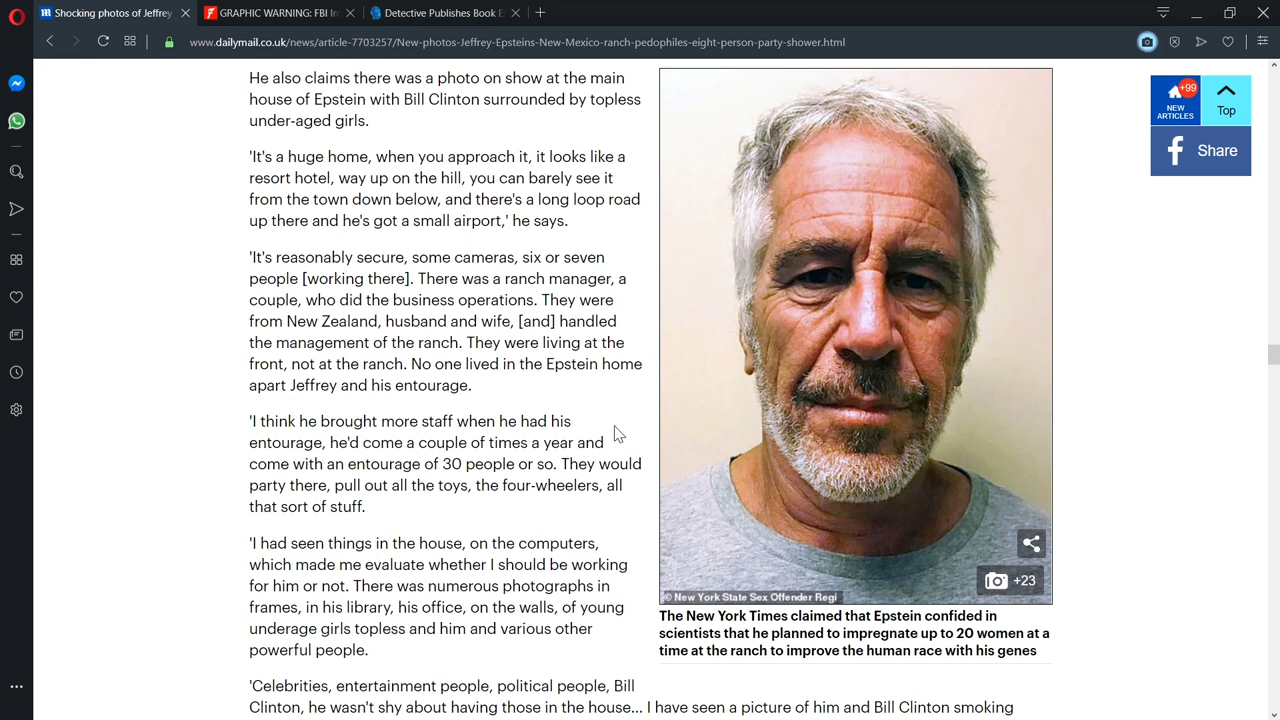 Shocking photos of Jeffrey
GRAPHIC WARNING: FBI In
Detective Publishes Book E
www.dailymail.co.uk/news/article-7703257/New-photos-Jeffrey-Epsteins-New-Mexico-ranch-pedophiles-eight-person-party-shower.html
He also claims there was a photo on show at the main
house of Epstein with Bill Clinton surrounded by topless
under-aged girls.
'It's a huge home, when you approach it, it looks like a
resort hotel, way up on the hill, you can barely see it
from the town down below, and there's a long loop road
up there and he's got a small airport,' he says.
'It's reasonably secure, some cameras, six or seven
people [working there]. There was a ranch manager, a
couple, who did the business operations. They were
from New Zealand, husband and wife, [and] handled
the management of the ranch. They were living at the
front, not at the ranch. No one lived in the Epstein home
apart Jeffrey and his entourage.
'I think he brought more staff when he had his
entourage, he'd come a couple of times a year and
come with an entourage of 30 people or so. They would
party there, pull out all the toys, the four-wheelers, all
that sort of stuff.
'I had seen things in the house, on the computers,
which made me evaluate whether I should be working
for him or not. There was numerous photographs in
frames, in his library, his office, on the walls, of young
underage girls topless and him and various other
powerful people.
'Celebrities, entertainment people, political people, Bill
Clinton, he wasn't shy about having those in the house... I have seen a picture of him and Bill Clinton smoking
+23
© New York State Sex Offender Regi
The New York Times claimed that Epstein confided in
scientists that he planned to impregnate up to 20 women at a
time at the ranch to improve the human race with his genes
+99
NEW
ARTICLES
Top
f Share